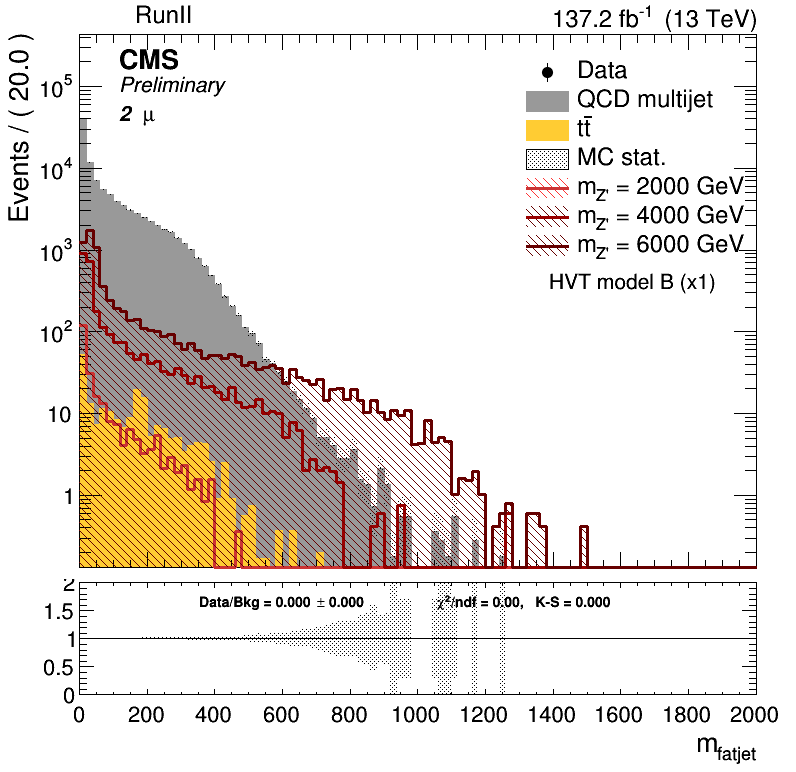 RunII 137.2 fb⁻¹ (13 TeV)
CMS
Preliminary
2 μ
Data
QCD multijet
tt̄
MC stat.
m_Z' = 2000 GeV
m_Z' = 4000 GeV
m_Z' = 6000 GeV
HVT model B (x1)
Events / ( 20.0 )
10⁵
10⁴
10³
10²
10
1
Data/Bkg = 0.000 ± 0.000 χ²/ndf = 0.00, K-S = 0.000
2
1.5
1
0.5
0
0 200 400 600 800 1000 1200 1400 1600 1800 2000
m_fatjet